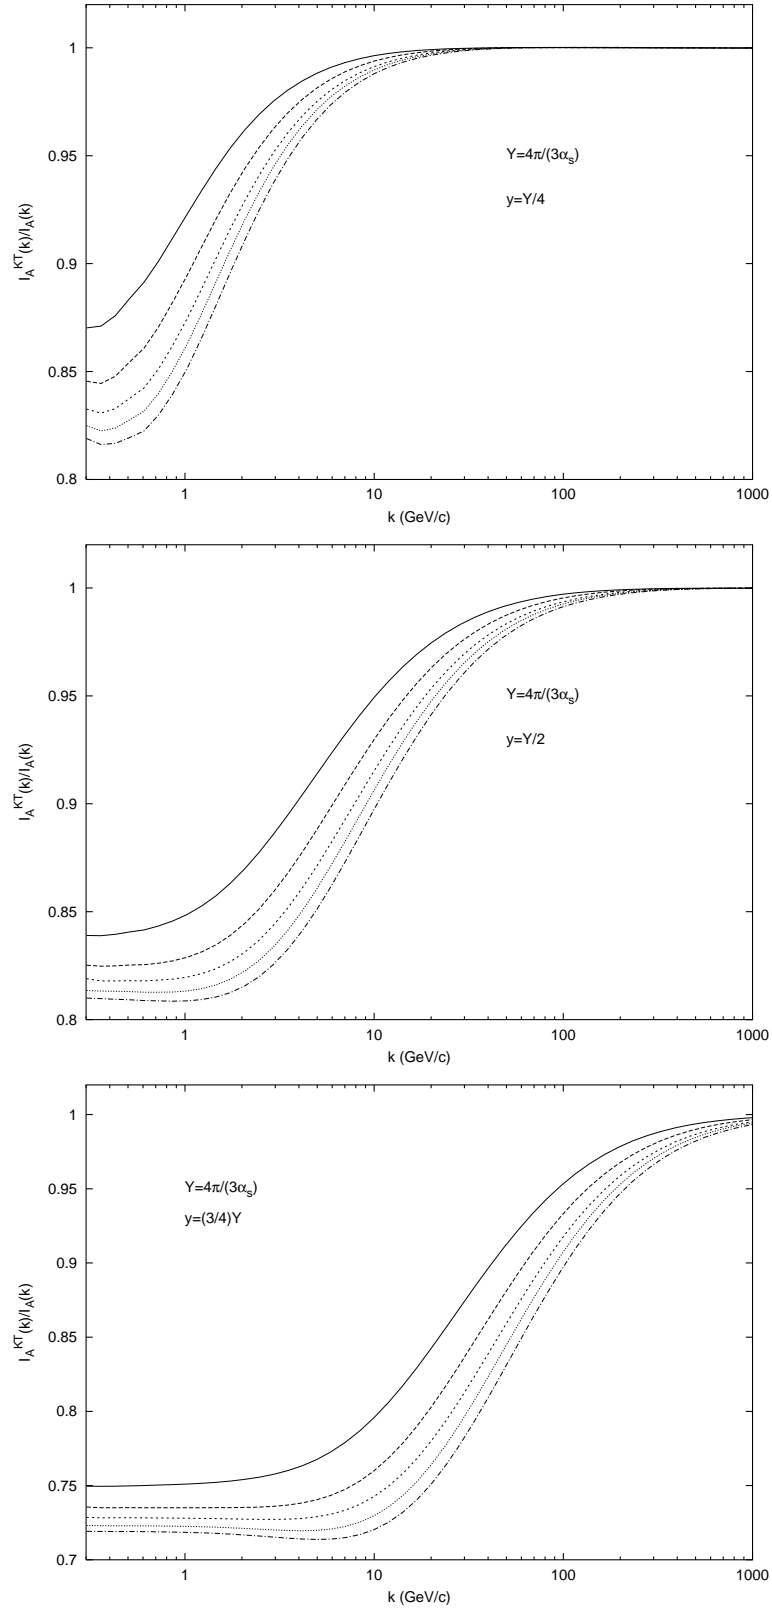 1
0.95
0.9
0.85
0.8
I_A^KT(k)/I_A(k)
Y=4π/(3α_s)
y=Y/4
1 10 100 1000
k (GeV/c)
1
0.95
0.9
0.85
0.8
I_A^KT(k)/I_A(k)
Y=4π/(3α_s)
y=Y/2
1 10 100 1000
k (GeV/c)
1
0.95
0.9
0.85
0.8
0.75
0.7
I_A^KT(k)/I_A(k)
Y=4π/(3α_s)
y=(3/4)Y
1 10 100 1000
k (GeV/c)